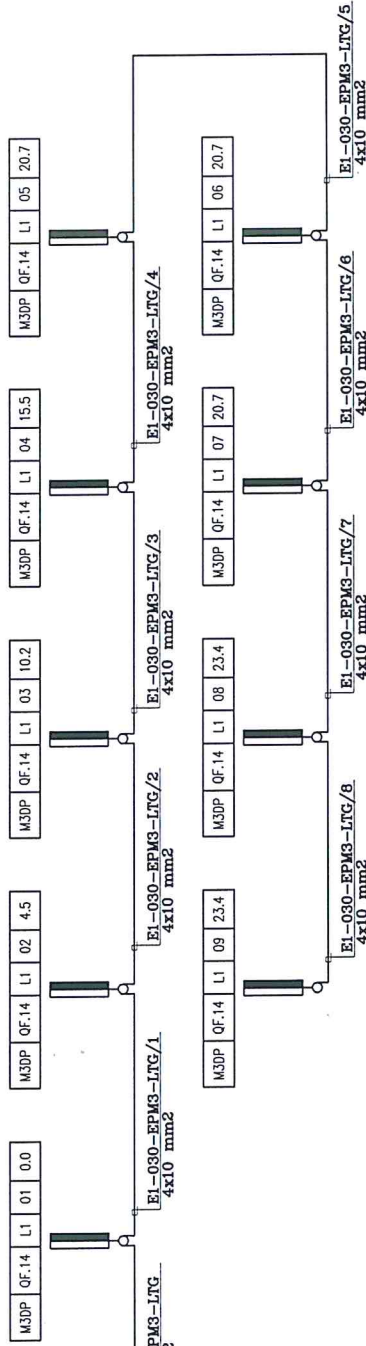 M3DP QF.14 L1 01 0.0
M3DP QF.14 L1 02 4.5
M3DP QF.14 L1 03 10.2
M3DP QF.14 L1 04 15.5
M3DP QF.14 L1 05 20.7
PM3-LTG
E1-030-EPM3-LTG/1
4x10 mm2
E1-030-EPM3-LTG/2
4x10 mm2
E1-030-EPM3-LTG/3
4x10 mm2
E1-030-EPM3-LTG/4
4x10 mm2
M3DP QF.14 L1 09 23.4
M3DP QF.14 L1 08 23.4
M3DP QF.14 L1 07 20.7
M3DP QF.14 L1 06 20.7
E1-030-EPM3-LTG/8
4x10 mm2
E1-030-EPM3-LTG/7
4x10 mm2
E1-030-EPM3-LTG/6
4x10 mm2
E1-030-EPM3-LTG/5
4x10 mm2